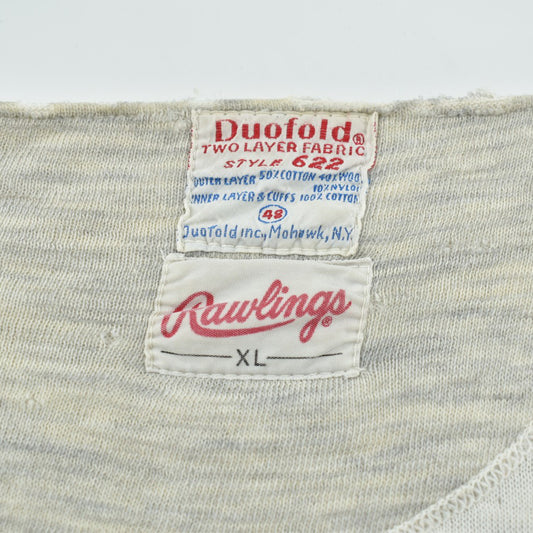 Duofold®
TWO LAYER FABRIC
STYLE 622
OUTER LAYER 50% COTTON 40% WOOL
10% NYLON
INNER LAYER & CUFFS 100% COTTON
48
Duofold Inc., Mohawk, N.Y.
Rawlings®
XL